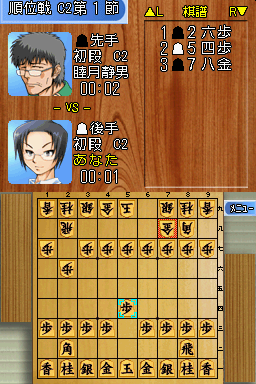 順位戦 C2第1節
▲L 棋譜 R▼
先手
初段 C2
睦月静男
00:02
- VS -
後手
初段 C2
あなた
00:01
1 2六歩
2 5四歩
3 7八金
メニュー
1 2 3 4 5 6 7 8 9
香 桂 銀 金 玉 銀 桂 香
飛 金 角
歩 歩 歩 歩 歩 歩 歩 歩
歩
歩
歩 歩 歩 歩 歩 歩 歩 歩
角 飛
香 桂 銀 金 玉 金 銀 桂 香
九
八
七
六
五
四
三
二
一